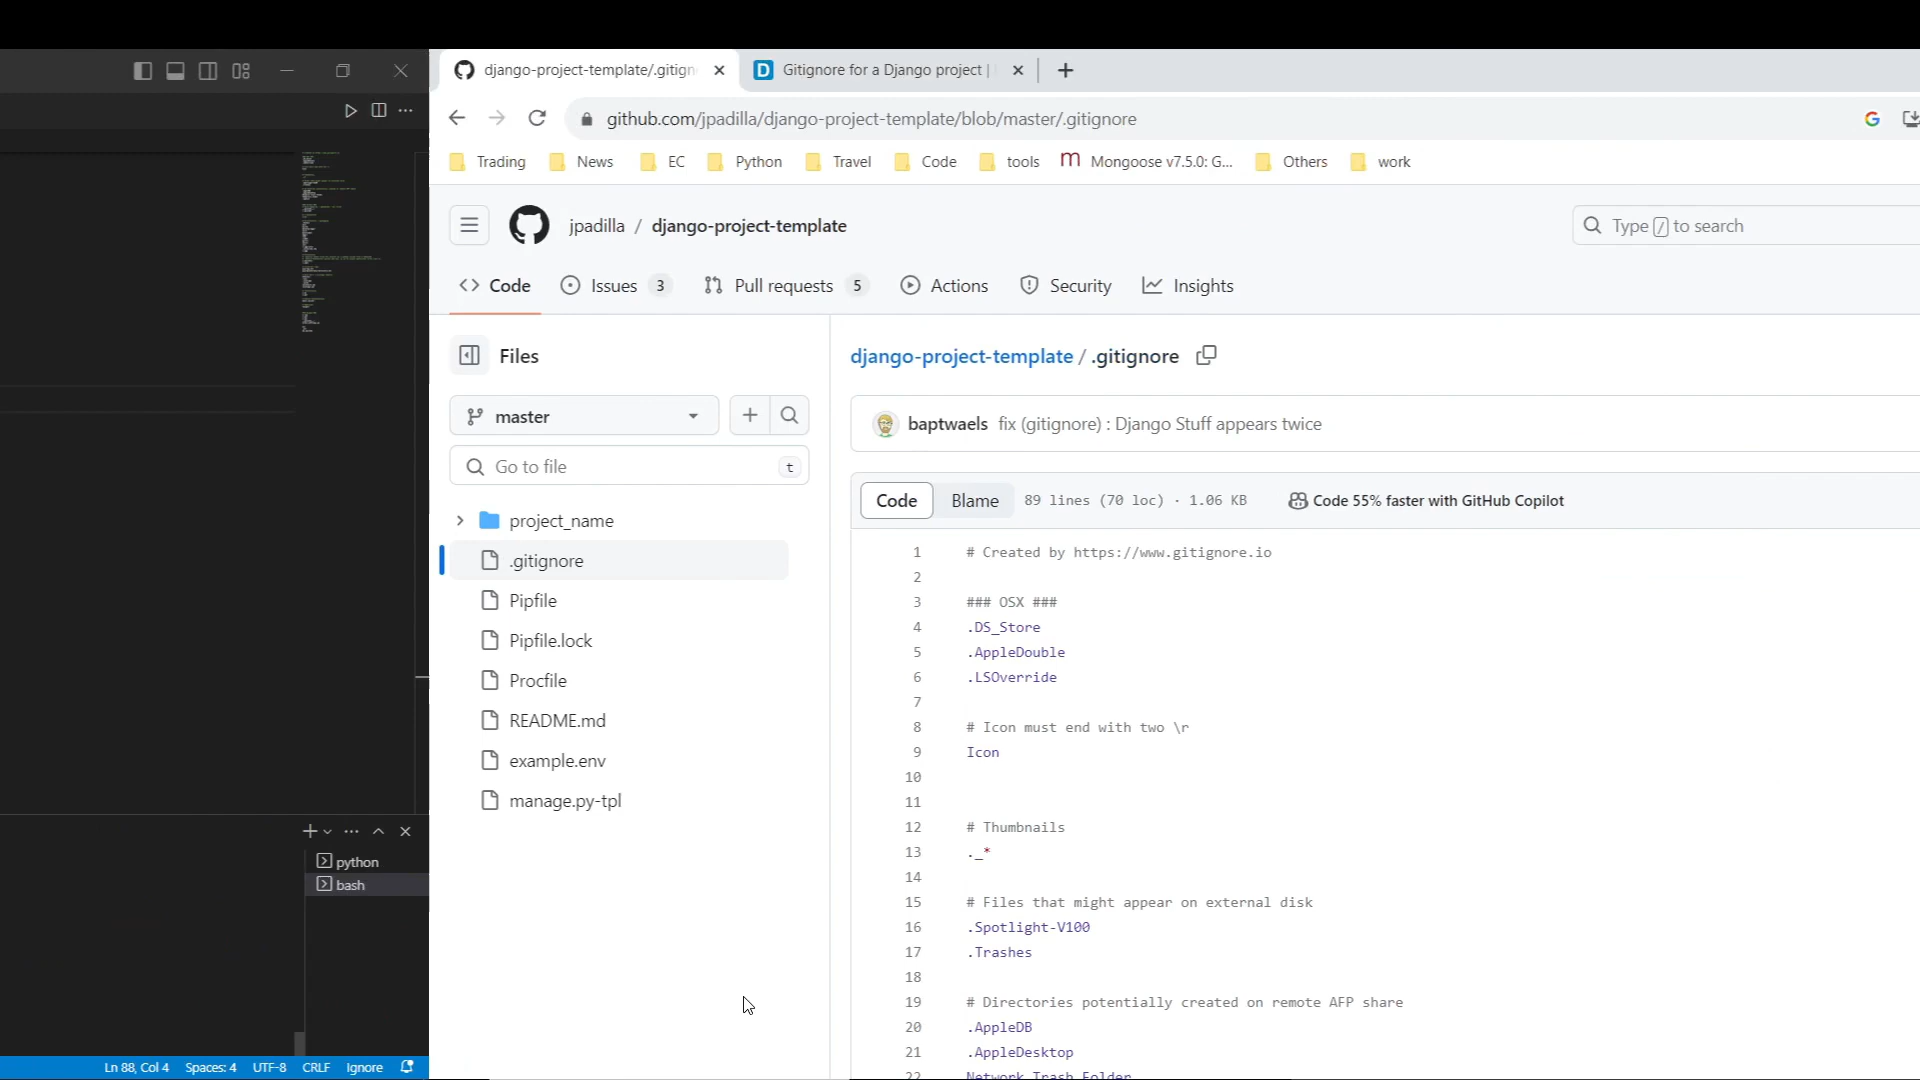 django-project-template/.gitign
Gitignore for a Django project |
github.com/jpadilla/django-project-template/blob/master/.gitignore
Trading
News
EC
Python
Travel
Code
tools
Mongoose v7.5.0: G...
Others
work
jpadilla / django-project-template
Type / to search
Code
Issues 3
Pull requests 5
Actions
Security
Insights
Files
master
Go to file
t
project_name
.gitignore
Pipfile
Pipfile.lock
Procfile
README.md
example.env
manage.py-tpl
django-project-template / .gitignore
baptwaels fix (gitignore) : Django Stuff appears twice
Code Blame 89 lines (70 loc) · 1.06 KB Code 55% faster with GitHub Copilot
1 # Created by https://www.gitignore.io
2
3 ### OSX ###
4 .DS_Store
5 .AppleDouble
6 .LSOverride
7
8 # Icon must end with two \r
9 Icon
10
11
12 # Thumbnails
13 ._*
14
15 # Files that might appear on external disk
16 .Spotlight-V100
17 .Trashes
18
19 # Directories potentially created on remote AFP share
20 .AppleDB
21 .AppleDesktop
22 Network Trash Folder
python
bash
Ln 88, Col 4 Spaces: 4 UTF-8 CRLF Ignore